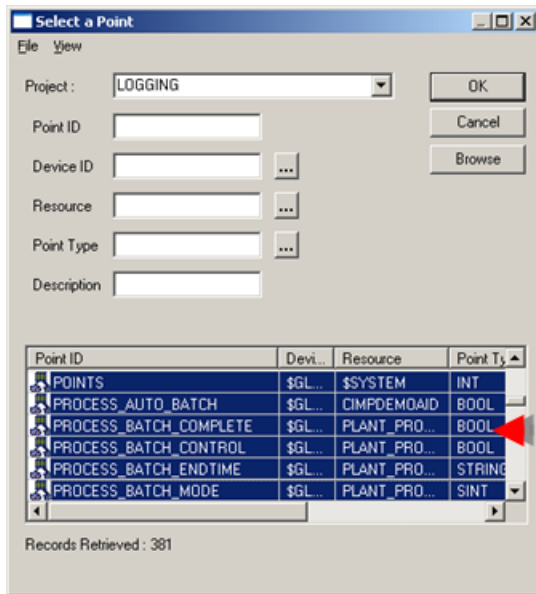 Select a Point
File View
Project : LOGGING OK
Point ID Cancel
Device ID ... Browse
Resource ...
Point Type ...
Description
Point ID Devi... Resource Point Ty
POINTS $GL... $SYSTEM INT
PROCESS_AUTO_BATCH $GL... CIMPDEMOAID BOOL
PROCESS_BATCH_COMPLETE $GL... PLANT_PRO... BOOL
PROCESS_BATCH_CONTROL $GL... PLANT_PRO... BOOL
PROCESS_BATCH_ENDTIME $GL... PLANT_PRO... STRING
PROCESS_BATCH_MODE $GL... PLANT_PRO... SINT
Records Retrieved : 381